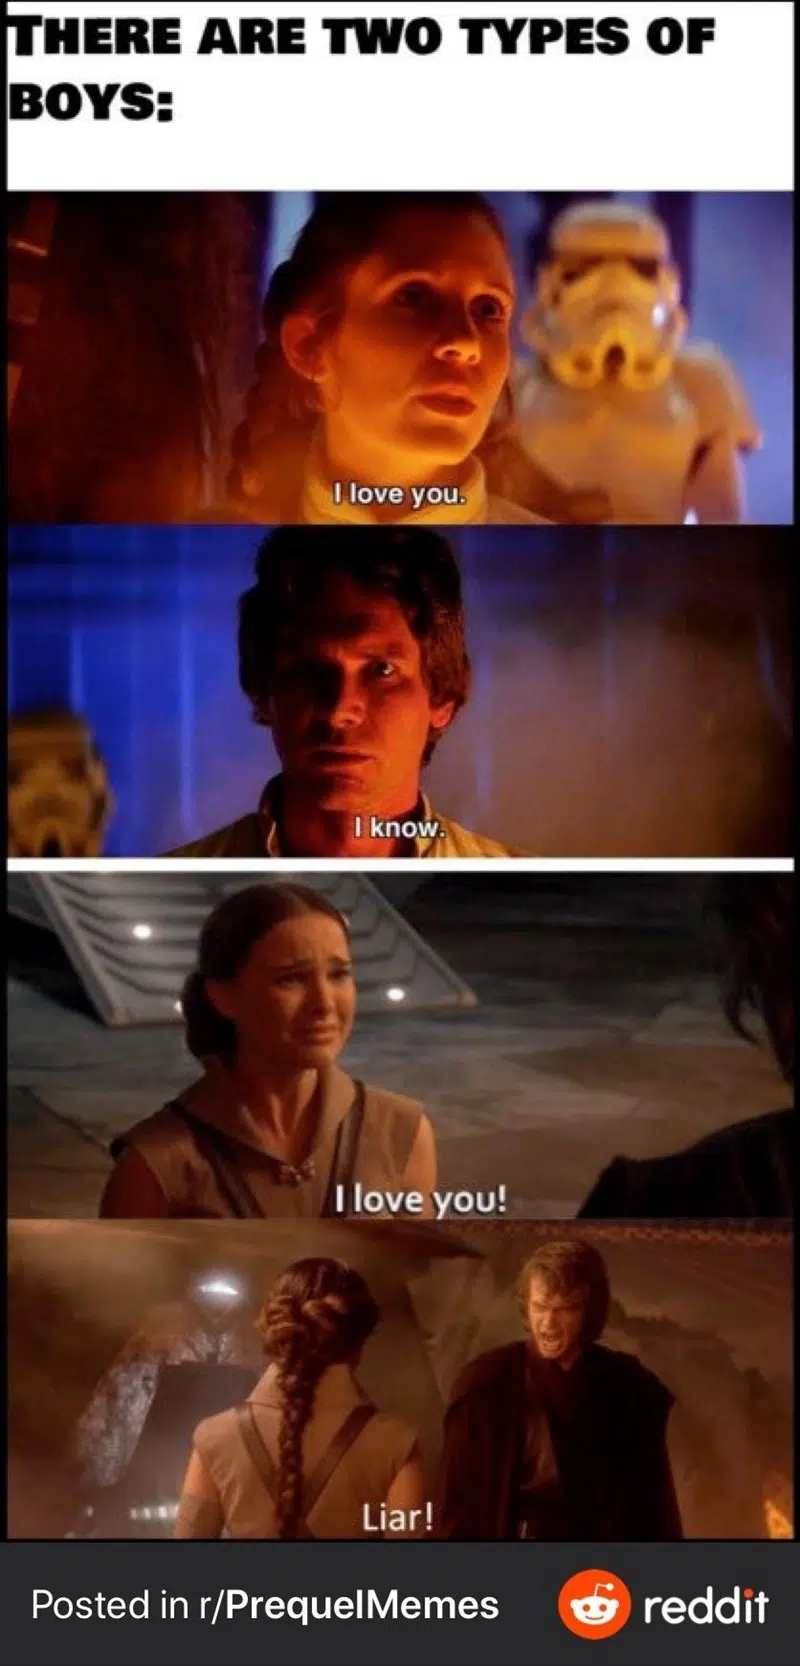 THERE ARE TWO TYPES OF
BOYS:
I love you.
I know.
I love you!
Liar!
Posted in r/PrequelMemes
reddit